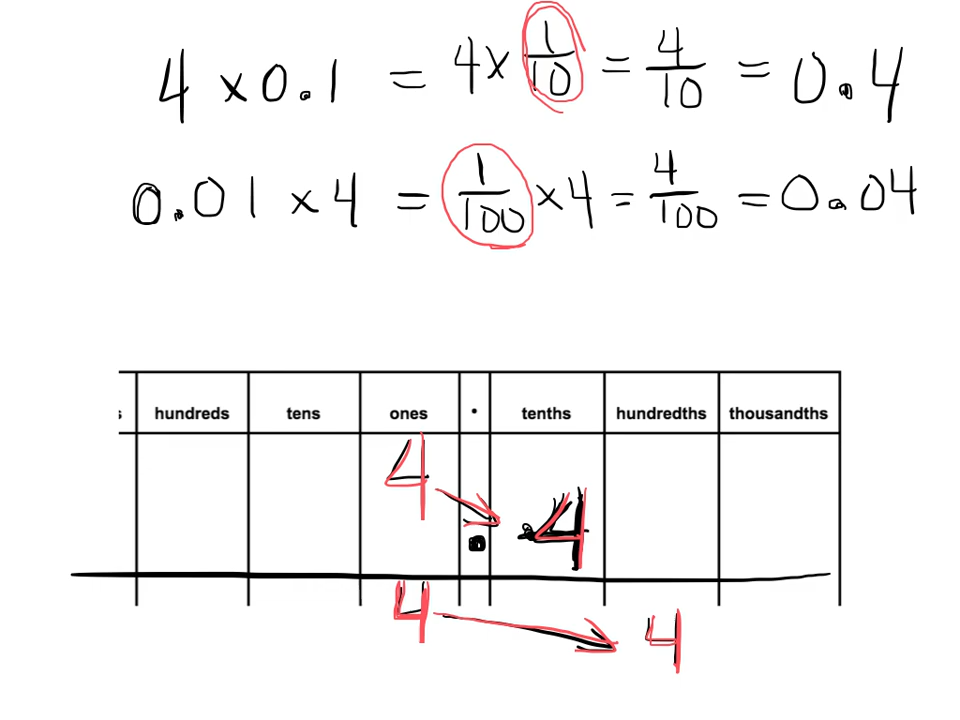 4 x 0.1 = 4 x 1/10 = 4/10 = 0.4
0.01 x 4 = 1/100 x 4 = 4/100 = 0.04
s hundreds tens ones . tenths hundredths thousandths
4
. .4
4
4